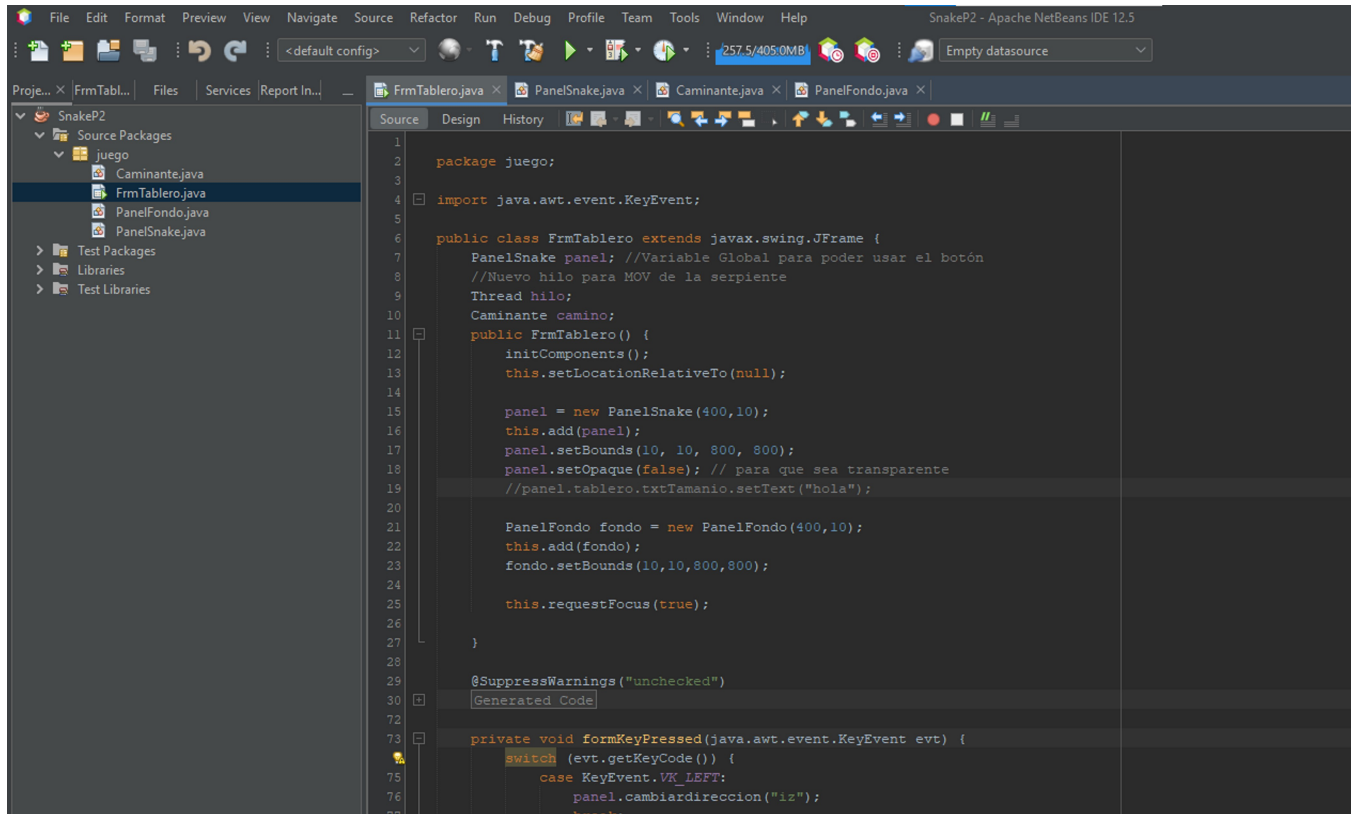 File Edit Format Preview View Navigate Source Refactor Run Debug Profile Team Tools Window Help SnakeP2 - Apache NetBeans IDE 12.5
<default config> 257.5/405.0MB Empty datasource
Proje... FrmTabl... Files Services Report In...
SnakeP2
Source Packages
juego
Caminante.java
FrmTablero.java
PanelFondo.java
PanelSnake.java
Test Packages
Libraries
Test Libraries
FrmTablero.java PanelSnake.java Caminante.java PanelFondo.java
Source Design History
1
2 package juego;
3
4 import java.awt.event.KeyEvent;
5
6 public class FrmTablero extends javax.swing.JFrame {
7 PanelSnake panel; //Variable Global para poder usar el botón
8 //Nuevo hilo para MOV de la serpiente
9 Thread hilo;
10 Caminante camino;
11 public FrmTablero() {
12 initComponents();
13 this.setLocationRelativeTo(null);
14
15 panel = new PanelSnake(400,10);
16 this.add(panel);
17 panel.setBounds(10, 10, 800, 800);
18 panel.setOpaque(false); // para que sea transparente
19 //panel.tablero.txtTamanio.setText("hola");
20
21 PanelFondo fondo = new PanelFondo(400,10);
22 this.add(fondo);
23 fondo.setBounds(10,10,800,800);
24
25 this.requestFocus(true);
26
27 }
28
29 @SuppressWarnings("unchecked")
30 Generated Code
72
73 private void formKeyPressed(java.awt.event.KeyEvent evt) {
switch (evt.getKeyCode()) {
75 case KeyEvent.VK_LEFT:
76 panel.cambiardireccion("iz");